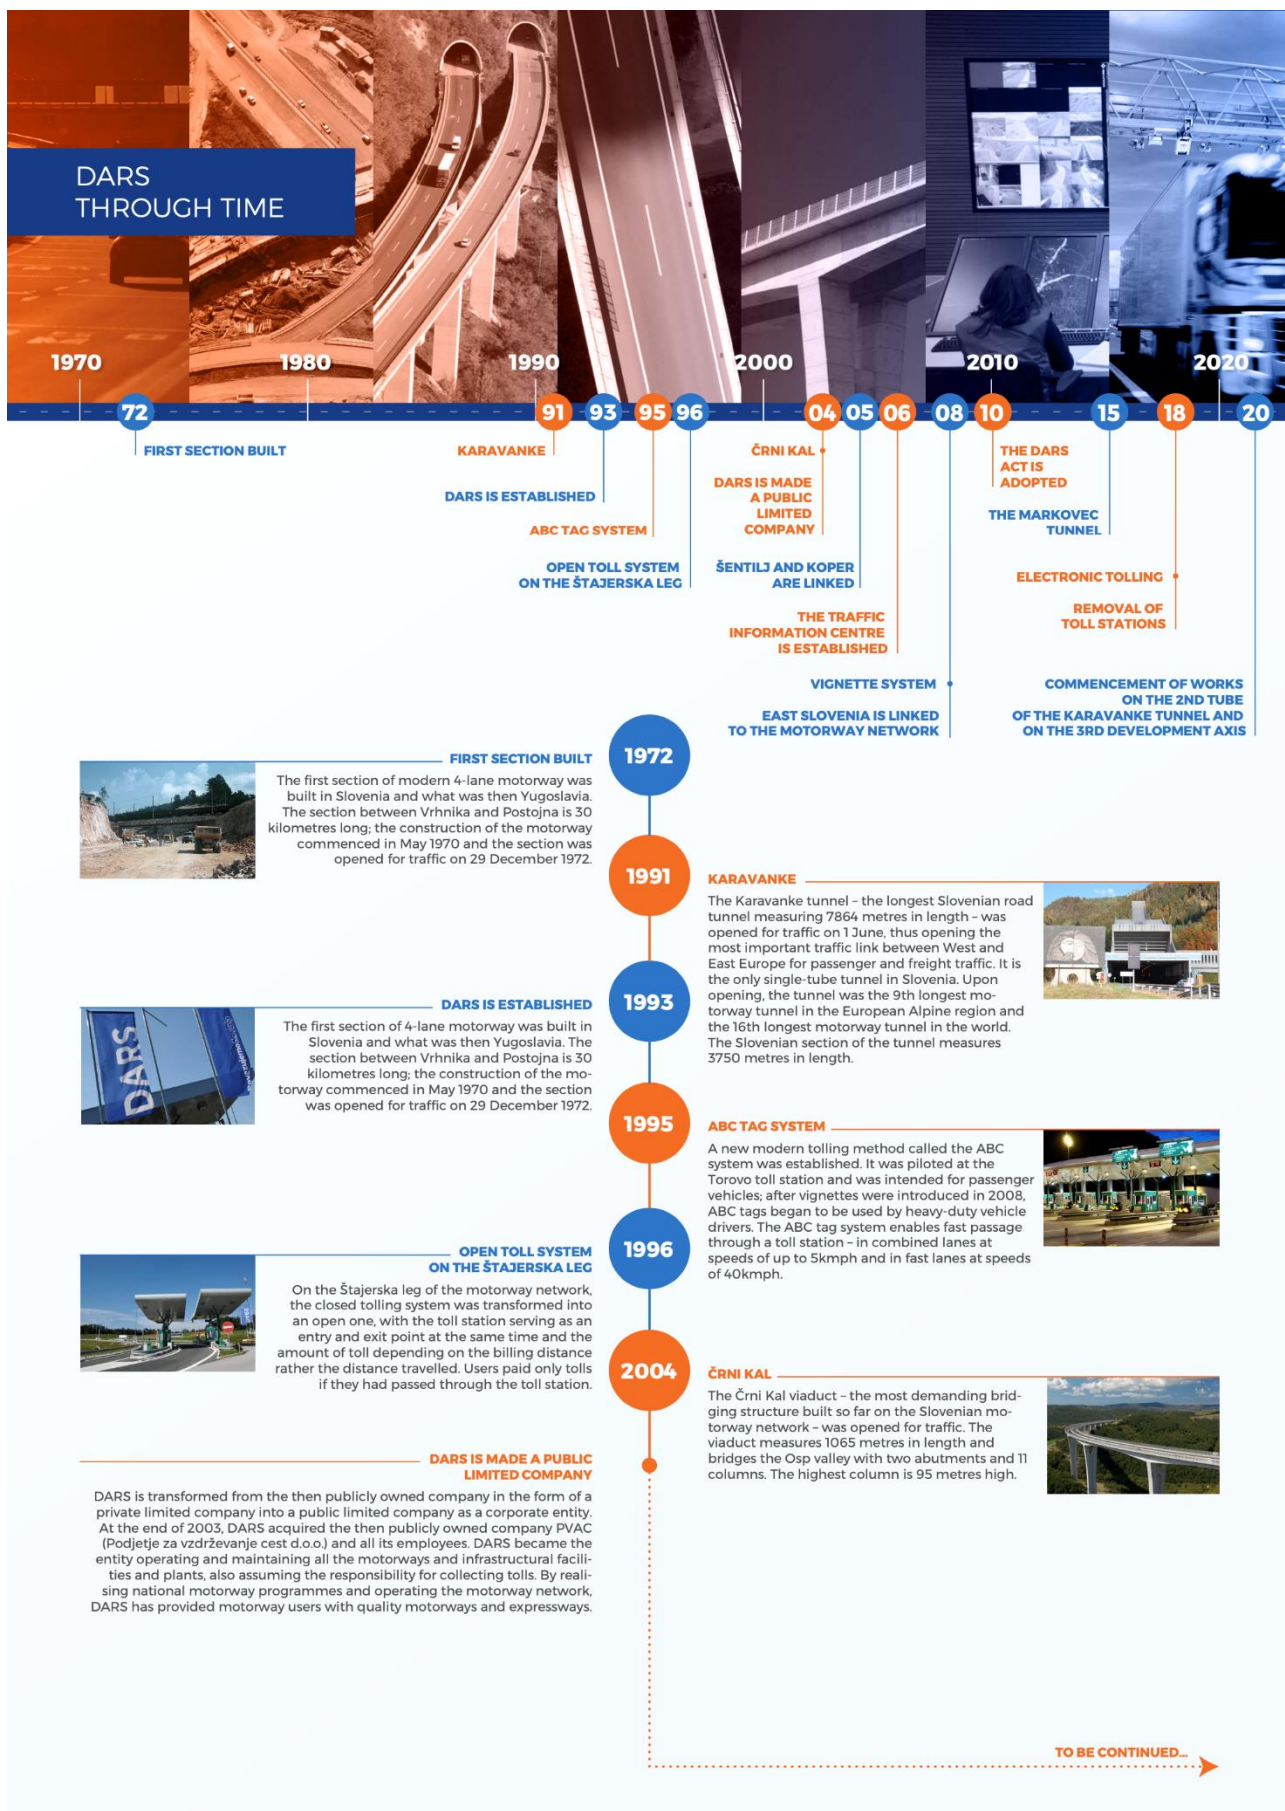 DARS
THROUGH TIME
1970
1980
1990
2000
2010
2020
72
91
93
95
96
04
05
06
08
10
15
18
20
FIRST SECTION BUILT
KARAVANKE
DARS IS ESTABLISHED
ABC TAG SYSTEM
OPEN TOLL SYSTEM
ON THE ŠTAJERSKA LEG
ČRNI KAL
DARS IS MADE
A PUBLIC
LIMITED
COMPANY
ŠENTILJ AND KOPER
ARE LINKED
THE TRAFFIC
INFORMATION CENTRE
IS ESTABLISHED
VIGNETTE SYSTEM
EAST SLOVENIA IS LINKED
TO THE MOTORWAY NETWORK
THE DARS
ACT IS
ADOPTED
THE MARKOVEC
TUNNEL
ELECTRONIC TOLLING
REMOVAL OF
TOLL STATIONS
COMMENCEMENT OF WORKS
ON THE 2ND TUBE
OF THE KARAVANKE TUNNEL AND
ON THE 3RD DEVELOPMENT AXIS
1972
FIRST SECTION BUILT
The first section of modern 4-lane motorway was
built in Slovenia and what was then Yugoslavia.
The section between Vrhnika and Postojna is 30
kilometres long; the construction of the motorway
commenced in May 1970 and the section was
opened for traffic on 29 December 1972.
1991
KARAVANKE
The Karavanke tunnel – the longest Slovenian road
tunnel measuring 7864 metres in length – was
opened for traffic on 1 June, thus opening the
most important traffic link between West and
East Europe for passenger and freight traffic. It is
the only single-tube tunnel in Slovenia. Upon
opening, the tunnel was the 9th longest mo-
torway tunnel in the European Alpine region and
the 16th longest motorway tunnel in the world.
The Slovenian section of the tunnel measures
3750 metres in length.
1993
DARS IS ESTABLISHED
DARS
The first section of 4-lane motorway was built in
Slovenia and what was then Yugoslavia. The
section between Vrhnika and Postojna is 30
kilometres long; the construction of the mo-
torway commenced in May 1970 and the section
was opened for traffic on 29 December 1972.
1995
ABC TAG SYSTEM
A new modern tolling method called the ABC
system was established. It was piloted at the
Torovo toll station and was intended for passenger
vehicles; after vignettes were introduced in 2008,
ABC tags began to be used by heavy-duty vehicle
drivers. The ABC tag system enables fast passage
through a toll station – in combined lanes at
speeds of up to 5kmph and in fast lanes at speeds
of 40kmph.
1996
OPEN TOLL SYSTEM
ON THE ŠTAJERSKA LEG
On the Štajerska leg of the motorway network,
the closed tolling system was transformed into
an open one, with the toll station serving as an
entry and exit point at the same time and the
amount of toll depending on the billing distance
rather the distance travelled. Users paid only tolls
if they had passed through the toll station.
2004
ČRNI KAL
The Črni Kal viaduct – the most demanding brid-
ging structure built so far on the Slovenian mo-
torway network – was opened for traffic. The
viaduct measures 1065 metres in length and
bridges the Osp valley with two abutments and 11
columns. The highest column is 95 metres high.
DARS IS MADE A PUBLIC
LIMITED COMPANY
DARS is transformed from the then publicly owned company in the form of a
private limited company into a public limited company as a corporate entity.
At the end of 2003, DARS acquired the then publicly owned company PVAC
(Podjetje za vzdrževanje cest d.o.o.) and all its employees. DARS became the
entity operating and maintaining all the motorways and infrastructural facili-
ties and plants, also assuming the responsibility for collecting tolls. By reali-
sing national motorway programmes and operating the motorway network,
DARS has provided motorway users with quality motorways and expressways.
TO BE CONTINUED...